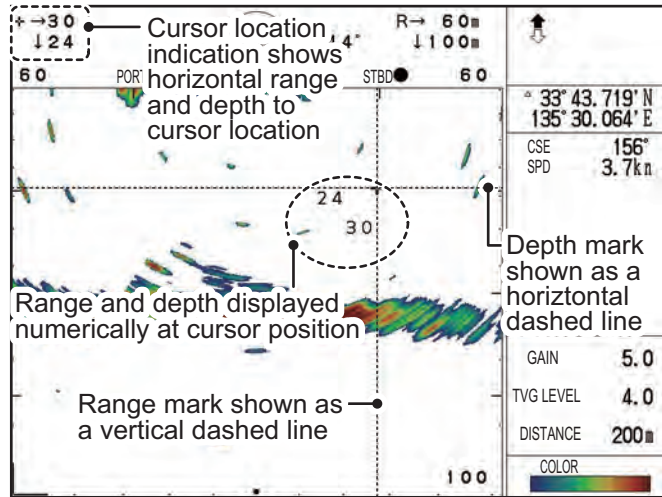 →30
↓24
Cursor location
indication shows
horizontal range
and depth to
cursor location
4°
R→ 60m
↓100m
60
PORT
STBD
60
33° 43.719' N
135° 30.064' E
CSE 156°
SPD 3.7kn
24
30
Depth mark
shown as a
horiztontal
dashed line
Range and depth displayed
numerically at cursor position
Range mark shown as
a vertical dashed line
GAIN 5.0
TVG LEVEL 4.0
DISTANCE 200m
100
COLOR